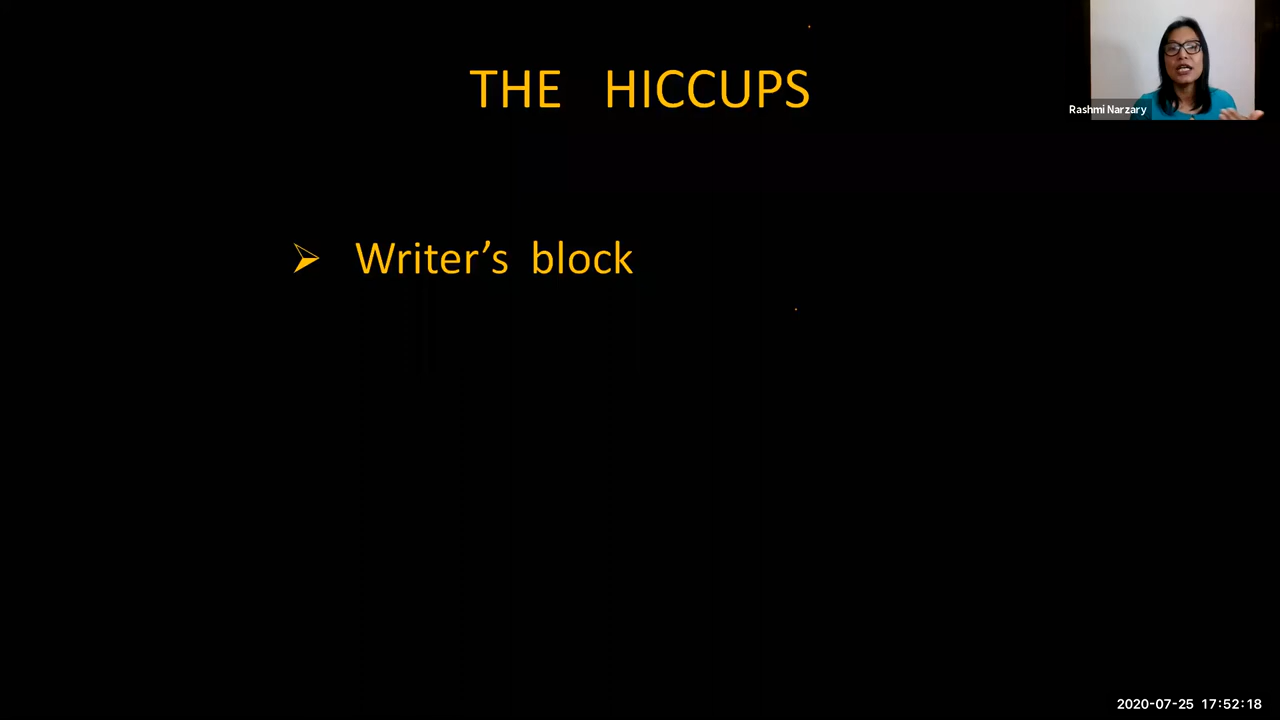 THE HICCUPS
Rashmi Narzary
➢ Writer's block
2020-07-25 17:52:18